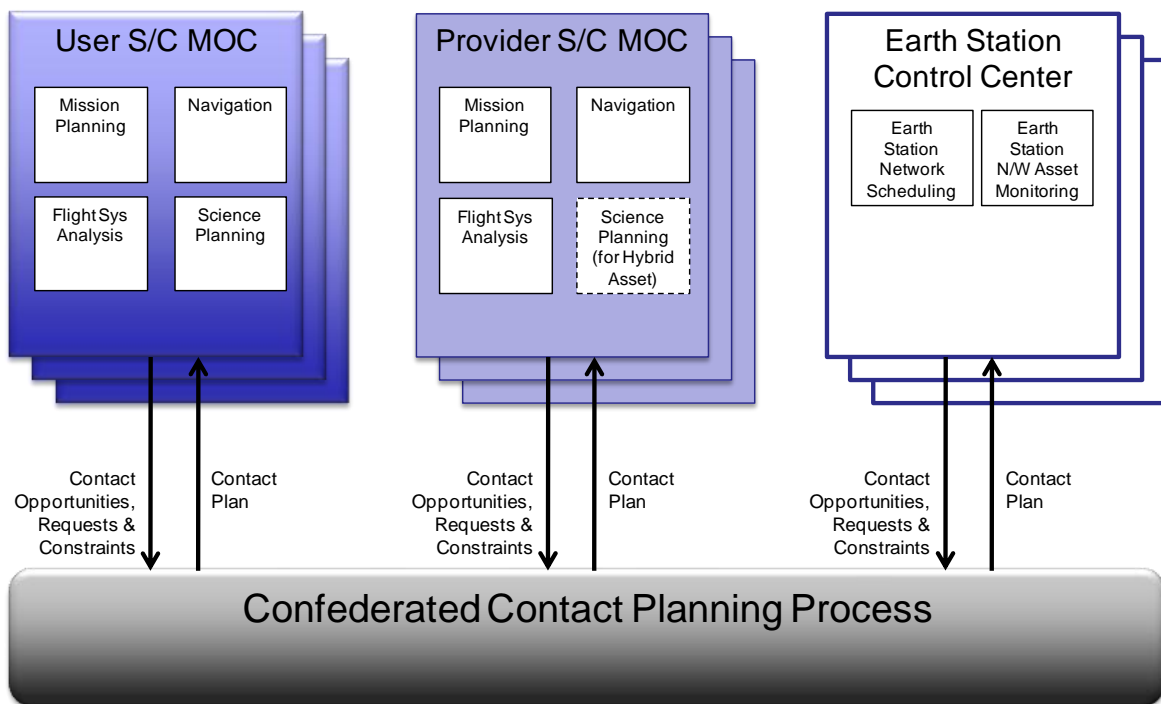 User S/C MOC
Mission
Planning
Navigation
Flight Sys
Analysis
Science
Planning
Provider S/C MOC
Mission
Planning
Navigation
Flight Sys
Analysis
Science
Planning
(for Hybrid
Asset)
Earth Station
Control Center
Earth
Station
Network
Scheduling
Earth
Station
N/W Asset
Monitoring
Contact
Opportunities,
Requests &
Constraints
Contact
Plan
Contact
Opportunities,
Requests &
Constraints
Contact
Plan
Contact
Opportunities,
Requests &
Constraints
Contact
Plan
Confederated Contact Planning Process